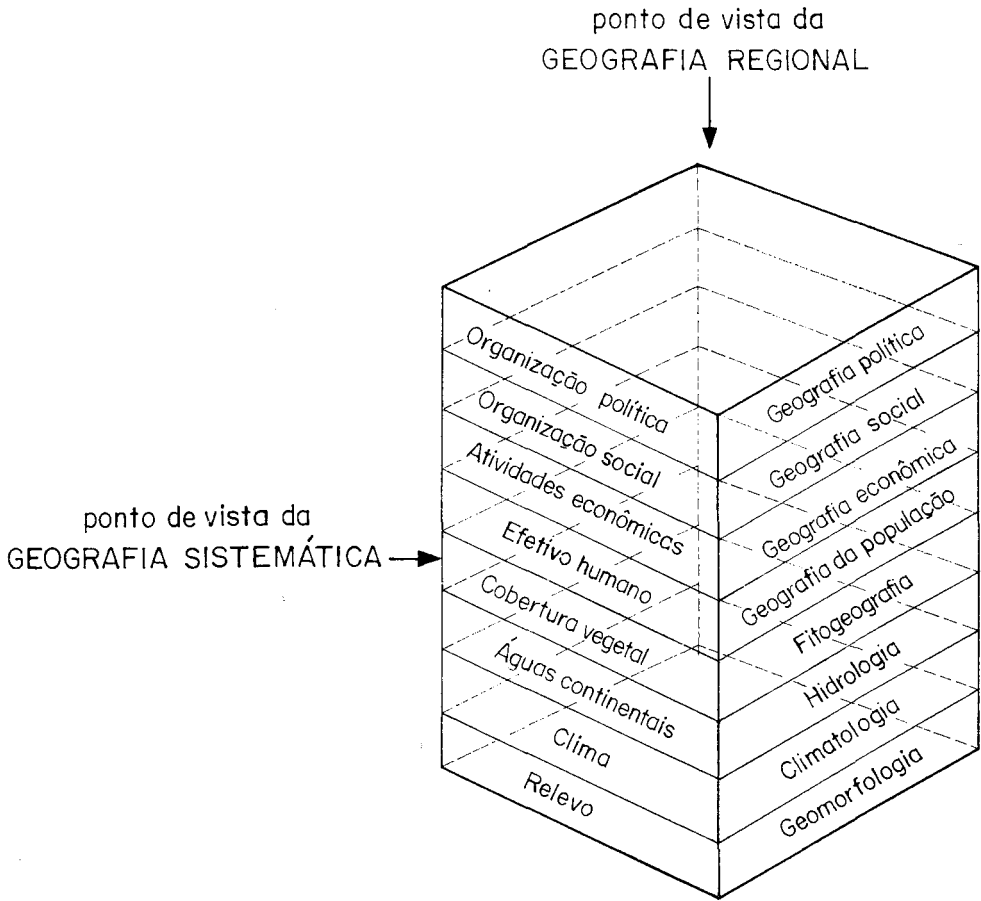 ponto de vista da
GEOGRAFIA REGIONAL
ponto de vista da
GEOGRAFIA SISTEMÁTICA
Organização política
Organização social
Atividades econômicas
Efetivo humano
Cobertura vegetal
Águas continentais
Clima
Relevo
Geografia política
Geografia social
Geografia econômica
Geografia da população
Fitogeografia
Hidrologia
Climatologia
Geomorfologia